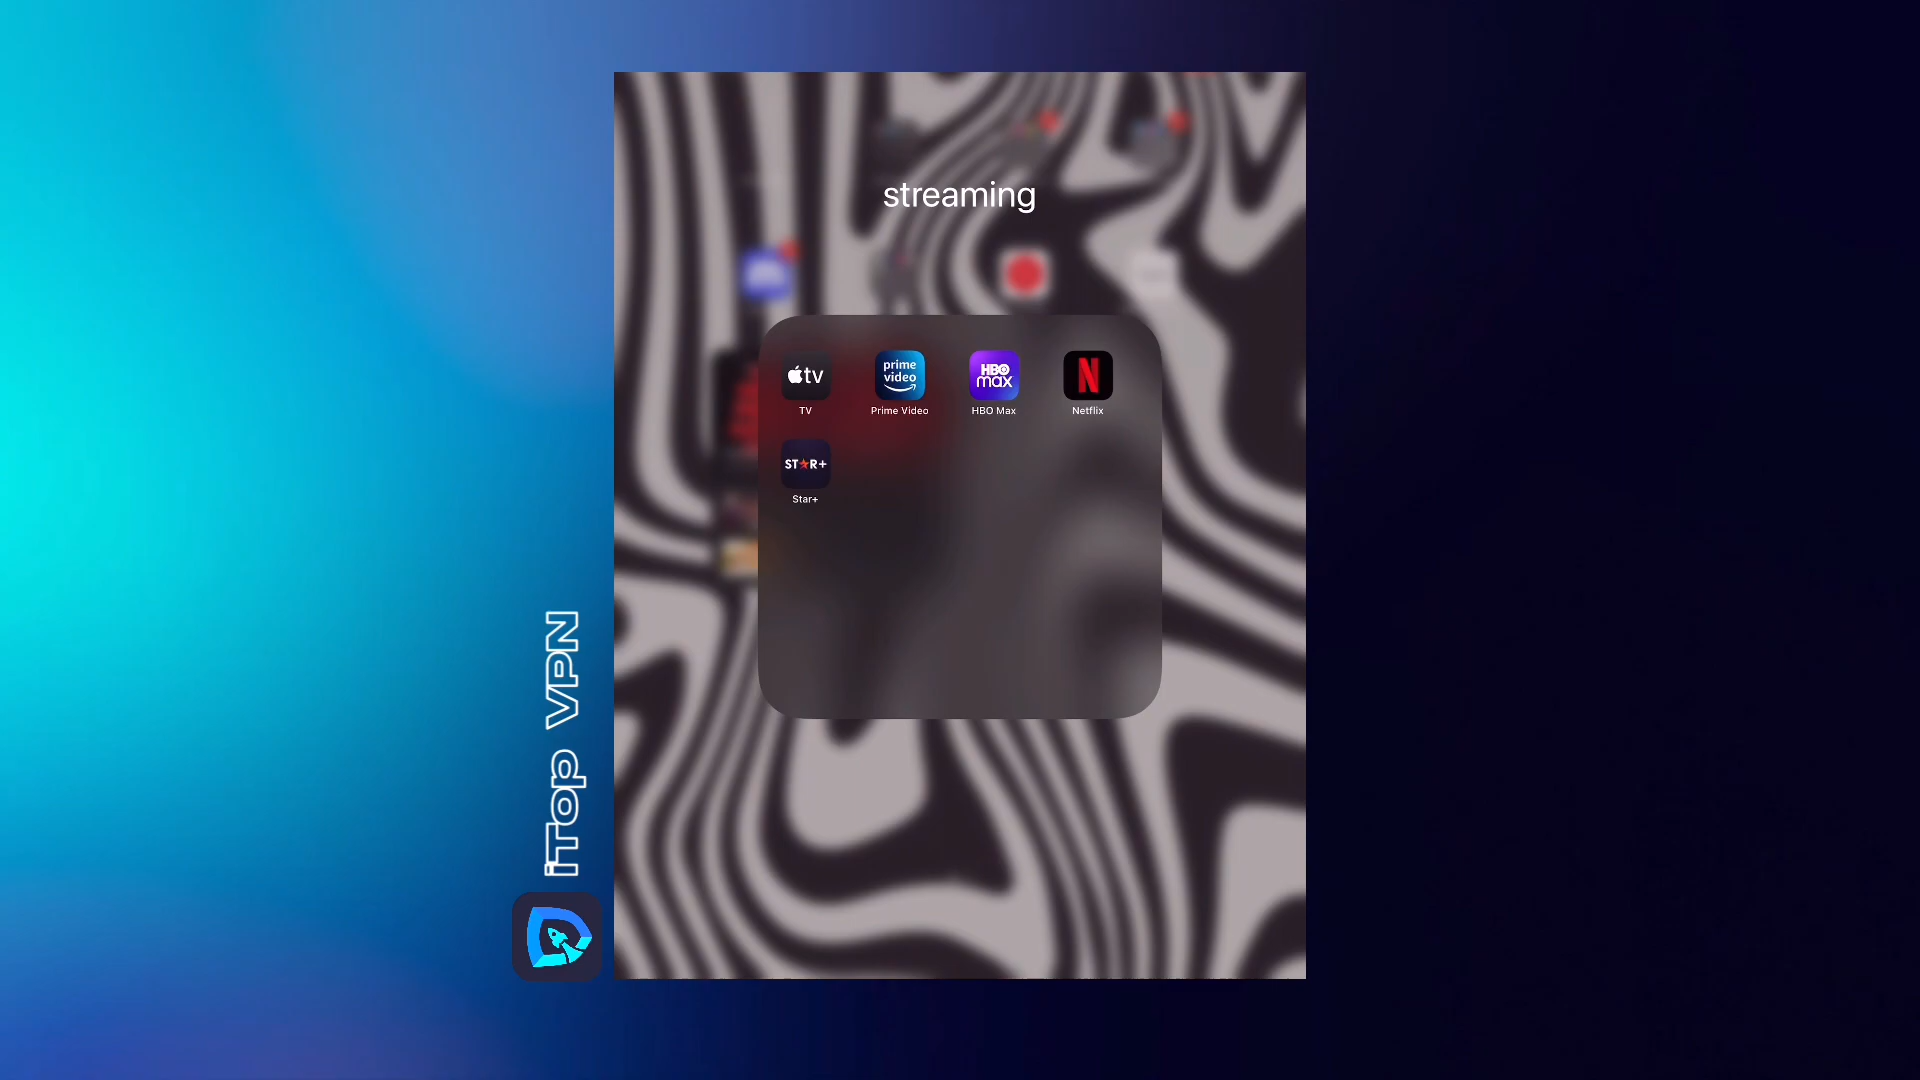 streaming
tv
TV
prime
video
Prime Video
HBO
max
HBO Max
N
Netflix
ST★R+
Star+
iTop VPN